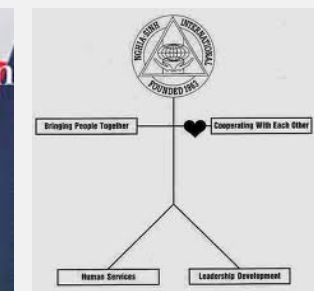 NGHIA-SINH INTERNATIONAL
FOUNDED 1963
Bringing People Together
Cooperating With Each Other
Human Services
Leadership Development